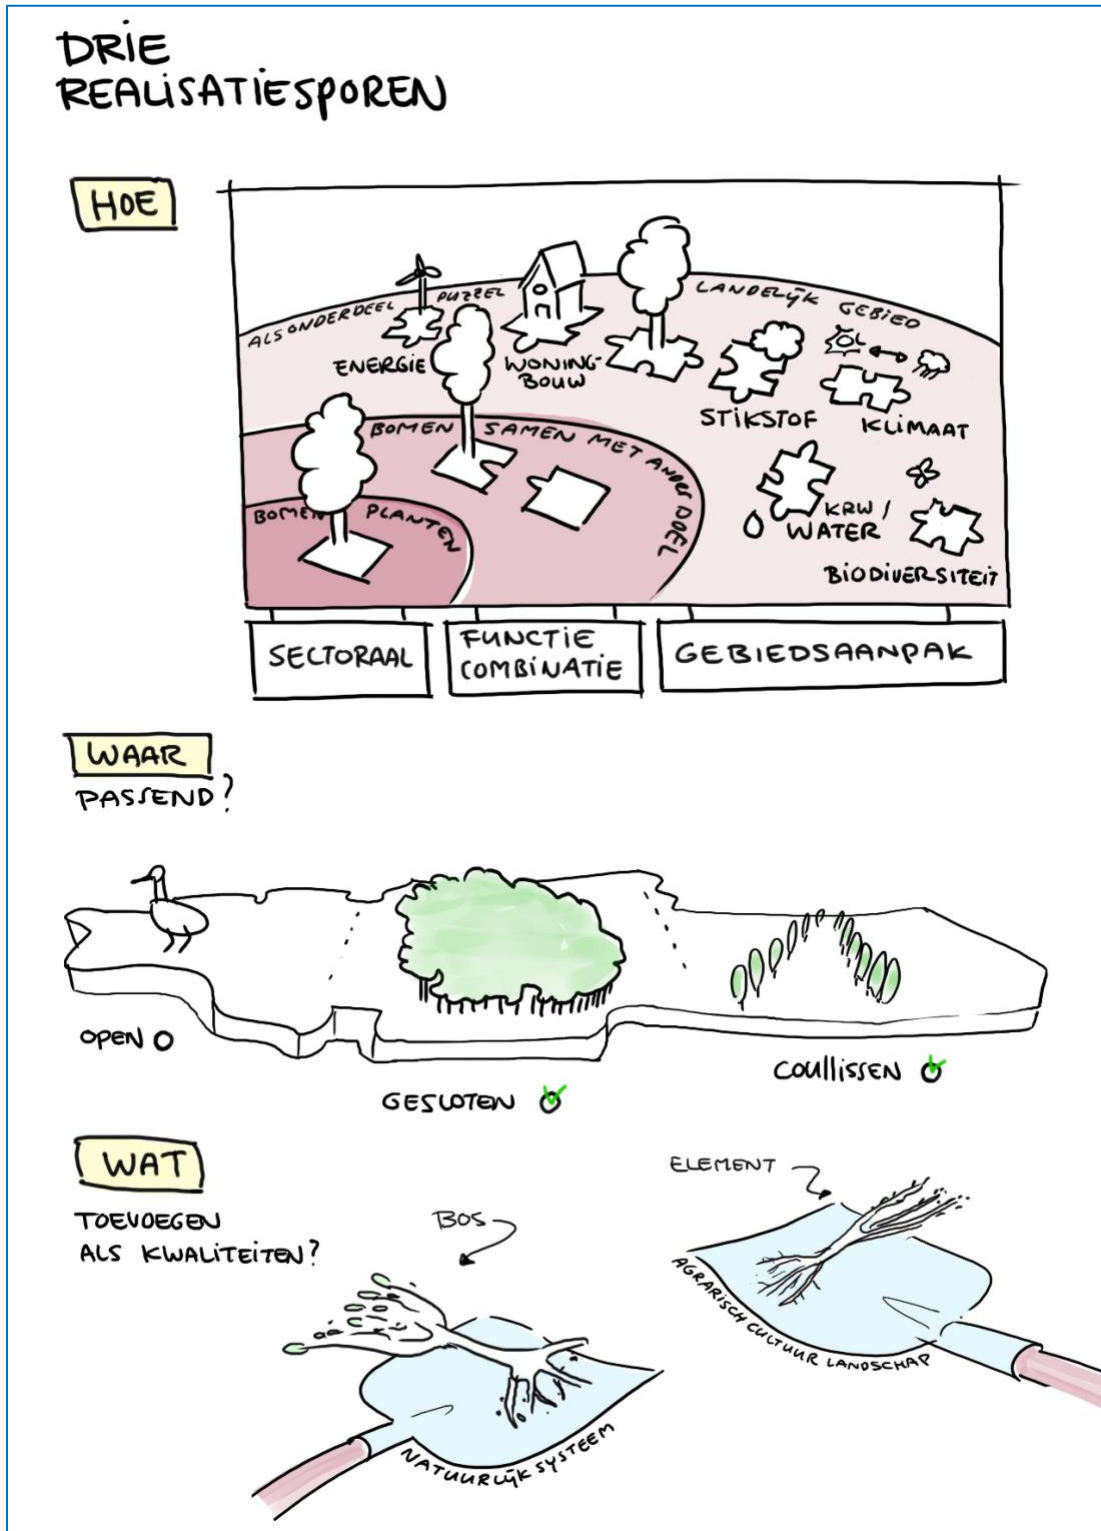 DRIE
REALISATIESPOREN
HOE
ALS ONDERDEEL PUZZEL LANDELIJK GEBIED
ENERGIE
WONING-
BOUW
STIKSTOF
KLIMAAT
BOMEN SAMEN MET ANDER DOEL
KRW /
WATER
BOMEN PLANTEN
BIODIVERSITEIT
SECTORAAL
FUNCTIE
COMBINATIE
GEBIEDSAANPAK
WAAR
PASSEND?
OPEN
GESLOTEN
COULLISSEN
WAT
TOEVOEGEN
ALS KWALITEITEN?
BOS
ELEMENT
AGRARISCH CULTUUR LANDSCHAP
NATUURLIJK SYSTEEM